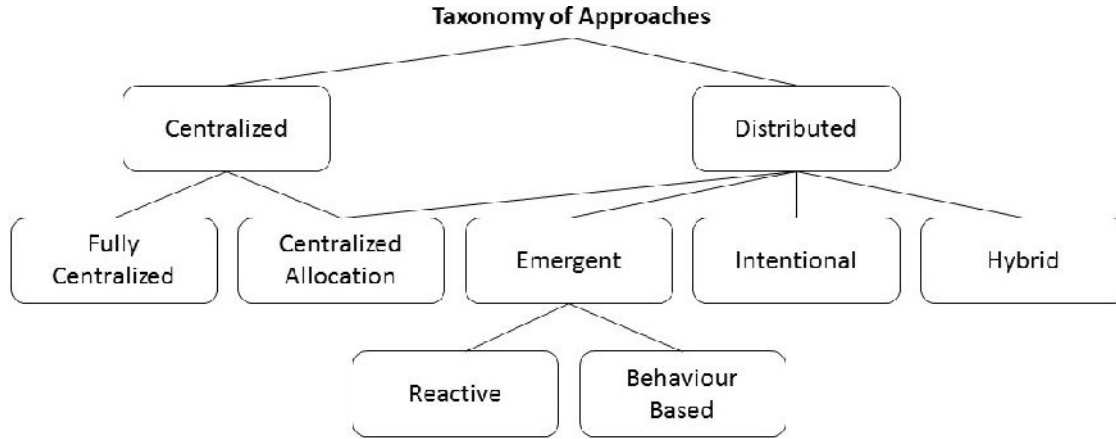 Taxonomy of Approaches
Centralized
Distributed
Fully
Centralized
Centralized
Allocation
Emergent
Intentional
Hybrid
Reactive
Behaviour
Based